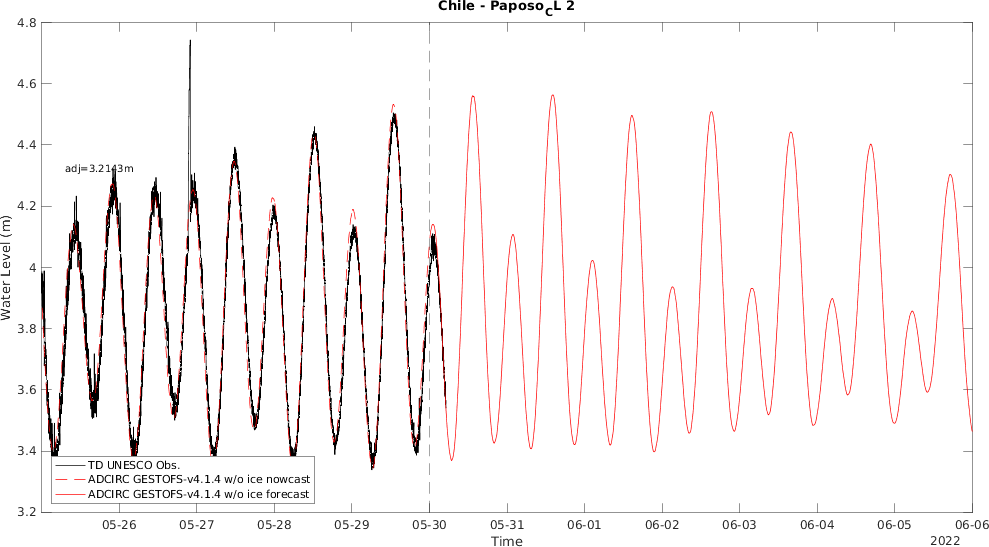 Chile - Paposo_CL 2
4.8
4.6
4.4
4.2
4
3.8
3.6
3.4
3.2
Water Level (m)
adj=3.2143m
TD UNESCO Obs.
ADCIRC GESTOFS-v4.1.4 w/o ice nowcast
ADCIRC GESTOFS-v4.1.4 w/o ice forecast
05-26 05-27 05-28 05-29 05-30 05-31 06-01 06-02 06-03 06-04 06-05 06-06
Time
2022